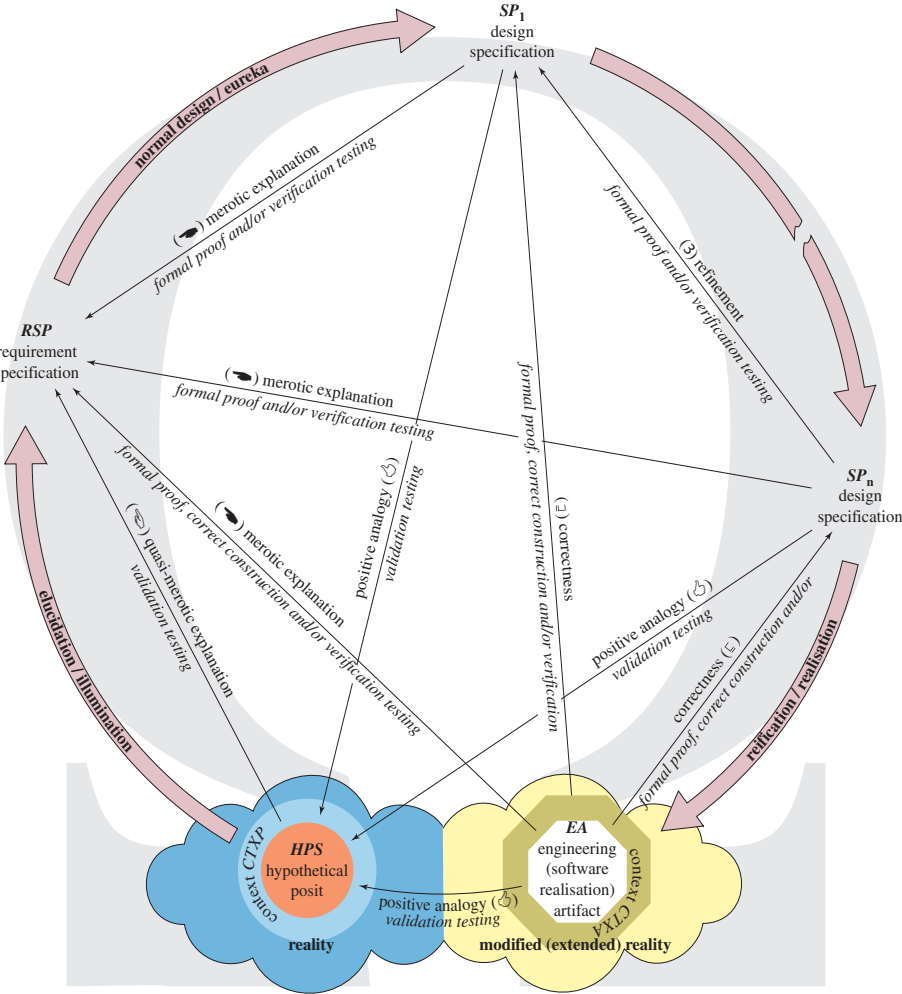 SP1
design
specification
normal design / eureka
(☚) merotic explanation
formal proof and/or verification testing
(3) refinement
formal proof and/or verification testing
RSP
requirement
specification
(☚) merotic explanation
formal proof and/or verification testing
SPn
design
specification
positive analogy (👍)
validation testing
formal proof, correct construction and/or verification
(⊒) correctness
(☚) merotic explanation
formal proof, correct construction and/or verification testing
(☜) quasi-merotic explanation
validation testing
positive analogy (👍)
validation testing
correctness (⊑)
formal proof, correct construction and/or
elucidation / illumination
reification / realisation
context CTXP
HPS
hypothetical
posit
reality
positive analogy (👍)
validation testing
EA
engineering
(software
realisation)
artifact
context CTXA
modified (extended) reality